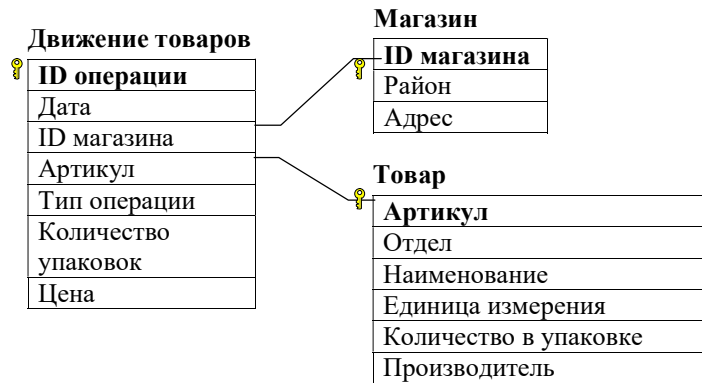 Движение товаров
ID операции
Дата
ID магазина
Артикул
Тип операции
Количество
упаковок
Цена
Магазин
ID магазина
Район
Адрес
Товар
Артикул
Отдел
Наименование
Единица измерения
Количество в упаковке
Производитель